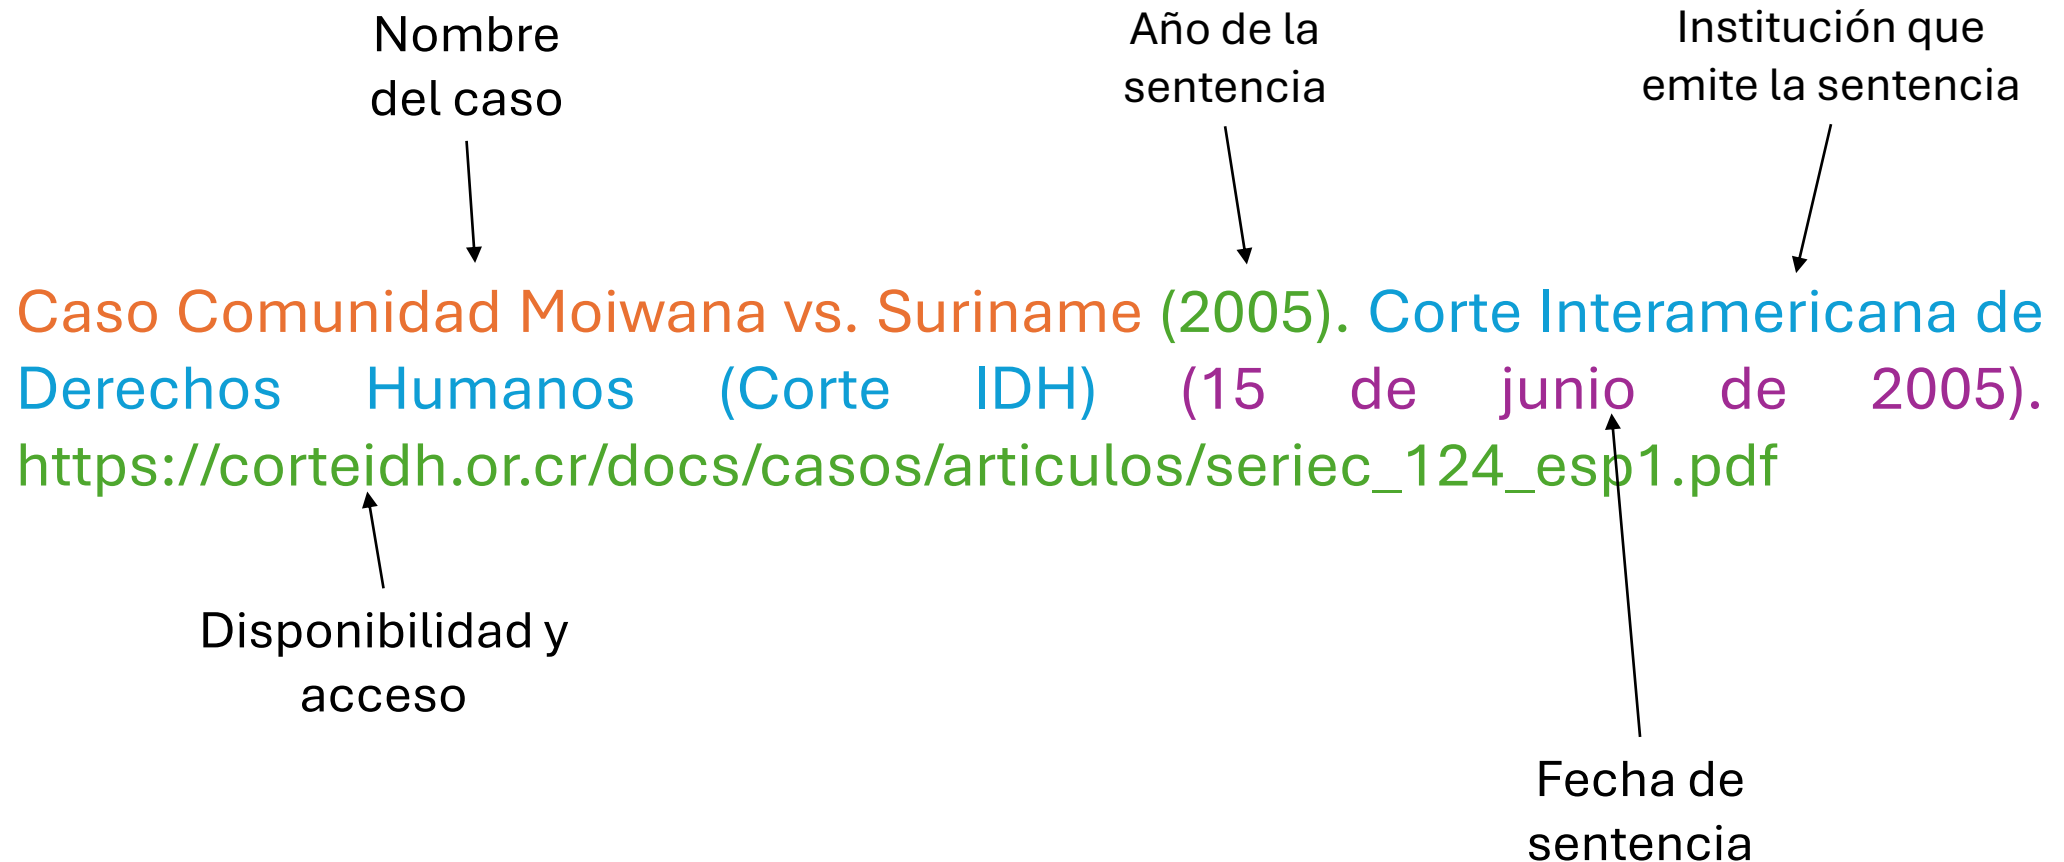 Nombre
del caso
Año de la
sentencia
Institución que
emite la sentencia
Caso Comunidad Moiwana vs. Suriname (2005). Corte Interamericana de
Derechos Humanos (Corte IDH) (15 de junio de 2005).
https://corteidh.or.cr/docs/casos/articulos/seriec_124_esp1.pdf
Disponibilidad y
acceso
Fecha de
sentencia